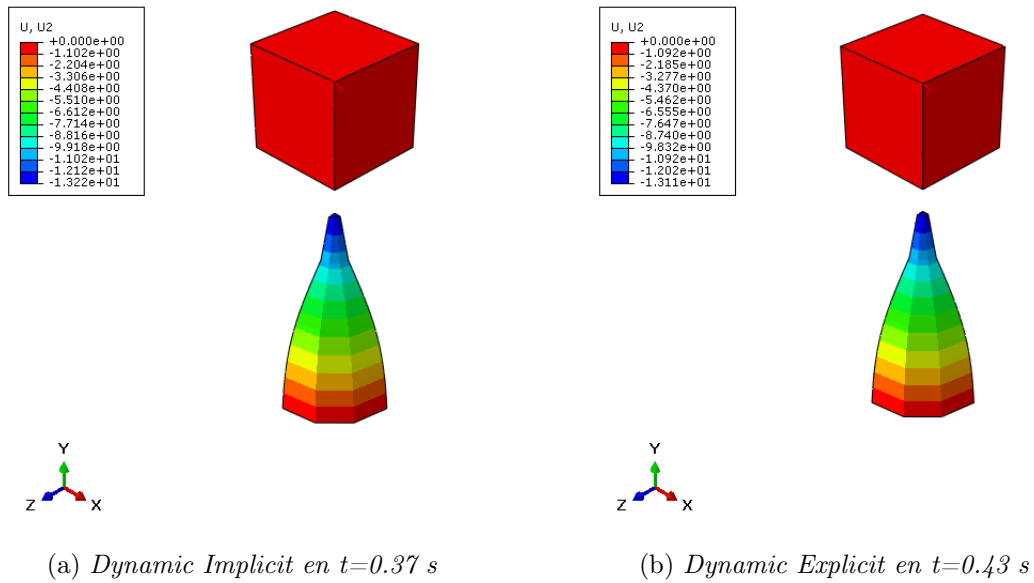 U, U2
+0.000e+00
-1.102e+00
-2.204e+00
-3.306e+00
-4.408e+00
-5.510e+00
-6.612e+00
-7.714e+00
-8.816e+00
-9.918e+00
-1.102e+01
-1.212e+01
-1.322e+01
Y
Z
X
(a) Dynamic Implicit en t=0.37 s
U, U2
+0.000e+00
-1.092e+00
-2.185e+00
-3.277e+00
-4.370e+00
-5.462e+00
-6.555e+00
-7.647e+00
-8.740e+00
-9.832e+00
-1.092e+01
-1.202e+01
-1.311e+01
Y
Z
X
(b) Dynamic Explicit en t=0.43 s